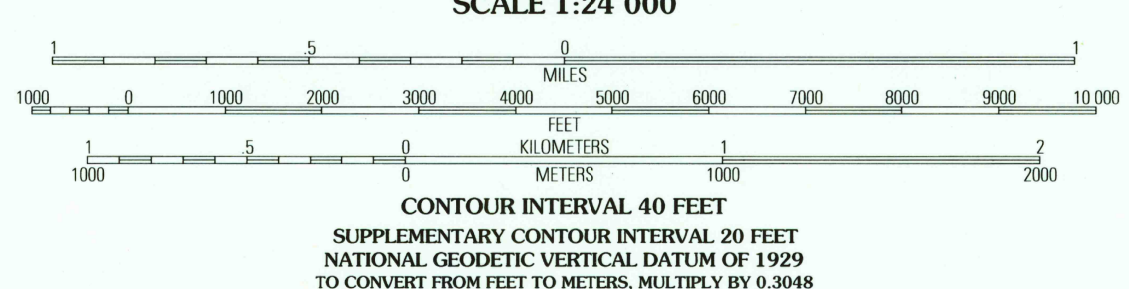 SCALE 1:24 000
1 .5 0 1
MILES
1000 0 1000 2000 3000 4000 5000 6000 7000 8000 9000 10 000
FEET
1 .5 0 KILOMETERS 1 2
1000 0 METERS 1000 2000
CONTOUR INTERVAL 40 FEET
SUPPLEMENTARY CONTOUR INTERVAL 20 FEET
NATIONAL GEODETIC VERTICAL DATUM OF 1929
TO CONVERT FROM FEET TO METERS, MULTIPLY BY 0.3048